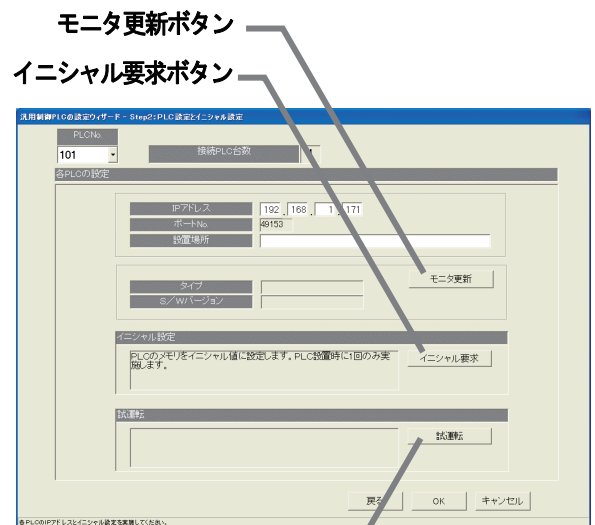 モニタ更新ボタン
イニシャル要求ボタン
汎用制御PLCの設定ウィザード - Step2:PLC設定とイニシャル設定
PLCNo.
101
接続PLC台数
各PLCの設定
IPアドレス 192 . 168 . 1 . 171
ポートNo. 49153
設置場所
モニタ更新
タイプ
S/Wバージョン
イニシャル設定
PLCのメモリをイニシャル値に設定します。PLC設置時に1回のみ実
施します。
イニシャル要求
試運転
試運転
戻る OK キャンセル
各PLCのIPアドレスとイニシャル設定を実施してください。